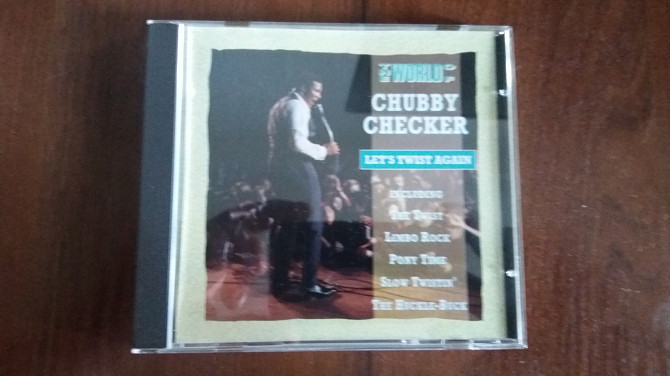 THE WORLD OF
CHUBBY
CHECKER
LET'S TWIST AGAIN
INCLUDING
THE TWIST
LIMBO ROCK
PONY TIME
SLOW TWISTIN'
THE HUCKLE-BUCK